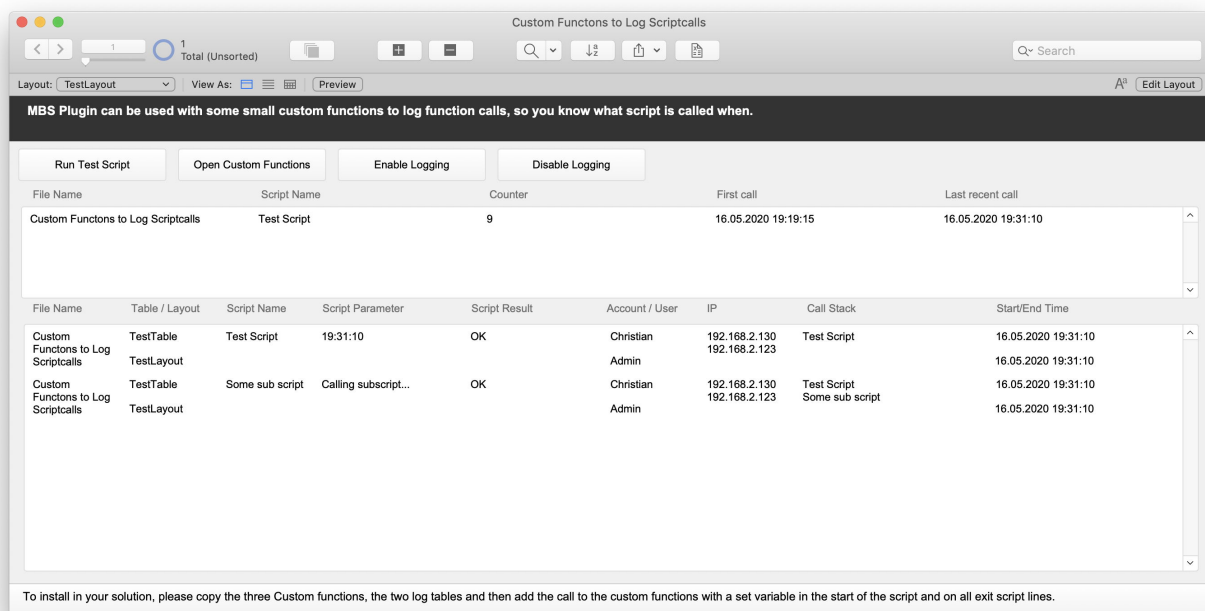 Custom Functons to Log Scriptcalls
1
1
Total (Unsorted)
Search
Layout: TestLayout View As: Preview Aa Edit Layout
MBS Plugin can be used with some small custom functions to log function calls, so you know what script is called when.
Run Test Script Open Custom Functions Enable Logging Disable Logging
File Name Script Name Counter First call Last recent call
Custom Functons to Log Scriptcalls Test Script 9 16.05.2020 19:19:15 16.05.2020 19:31:10
File Name Table / Layout Script Name Script Parameter Script Result Account / User IP Call Stack Start/End Time
Custom TestTable Test Script 19:31:10 OK Christian 192.168.2.130 Test Script 16.05.2020 19:31:10
Functons to Log 192.168.2.123
Scriptcalls TestLayout Admin 16.05.2020 19:31:10
Custom TestTable Some sub script Calling subscript... OK Christian 192.168.2.130 Test Script 16.05.2020 19:31:10
Functons to Log 192.168.2.123 Some sub script
Scriptcalls TestLayout Admin 16.05.2020 19:31:10
To install in your solution, please copy the three Custom functions, the two log tables and then add the call to the custom functions with a set variable in the start of the script and on all exit script lines.